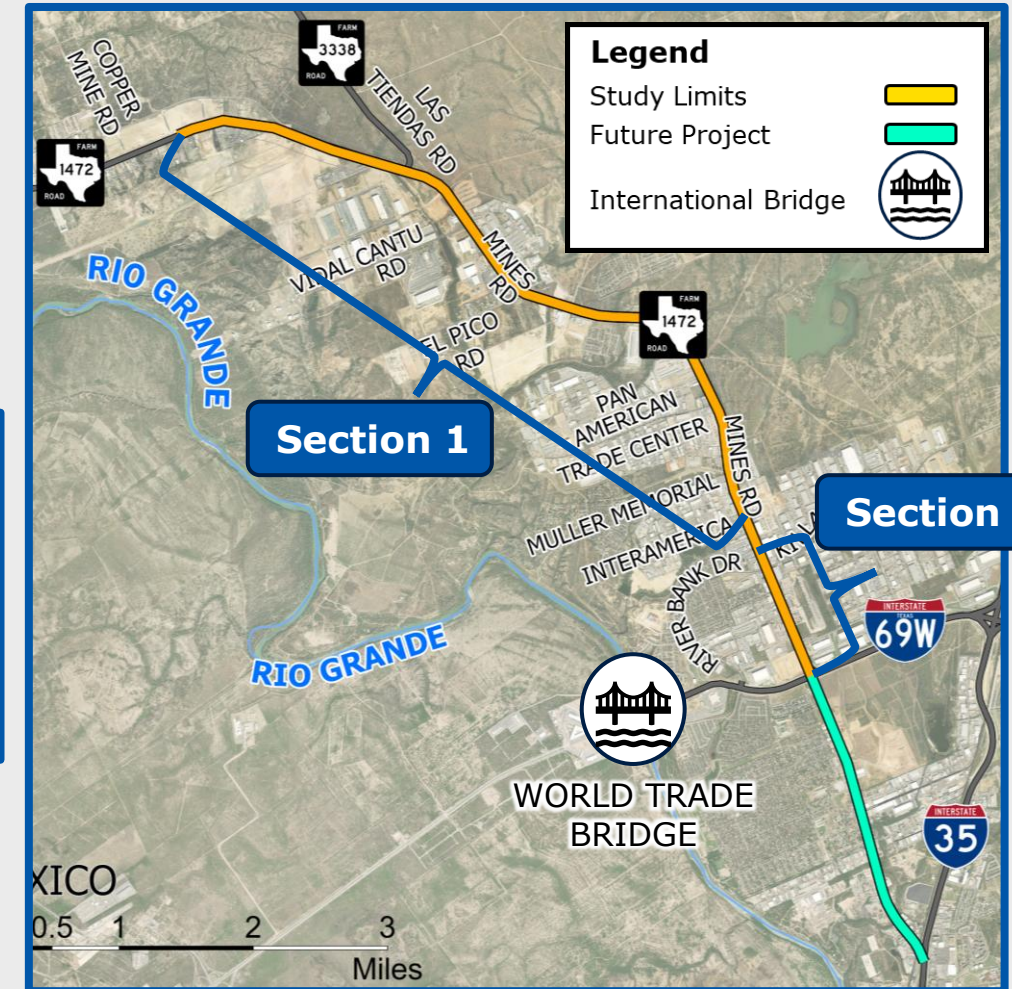 Legend
Study Limits
Future Project
International Bridge
FARM
3338
ROAD
COPPER
MINE RD
LAS
TIENDAS RD
FARM
1472
ROAD
VIDAL CANTU
RD
MINES
RD
RIO GRANDE
EL PICO
RD
FARM
1472
ROAD
Section 1
PAN
AMERICAN
TRADE CENTER
MINES RD
MULLER MEMORIAL
INTERAMERICA
Section
RIVER BANK DR
INTERSTATE
TEXAS
69W
RIO GRANDE
WORLD TRADE
BRIDGE
INTERSTATE
35
XICO
0.5 1 2 3
Miles